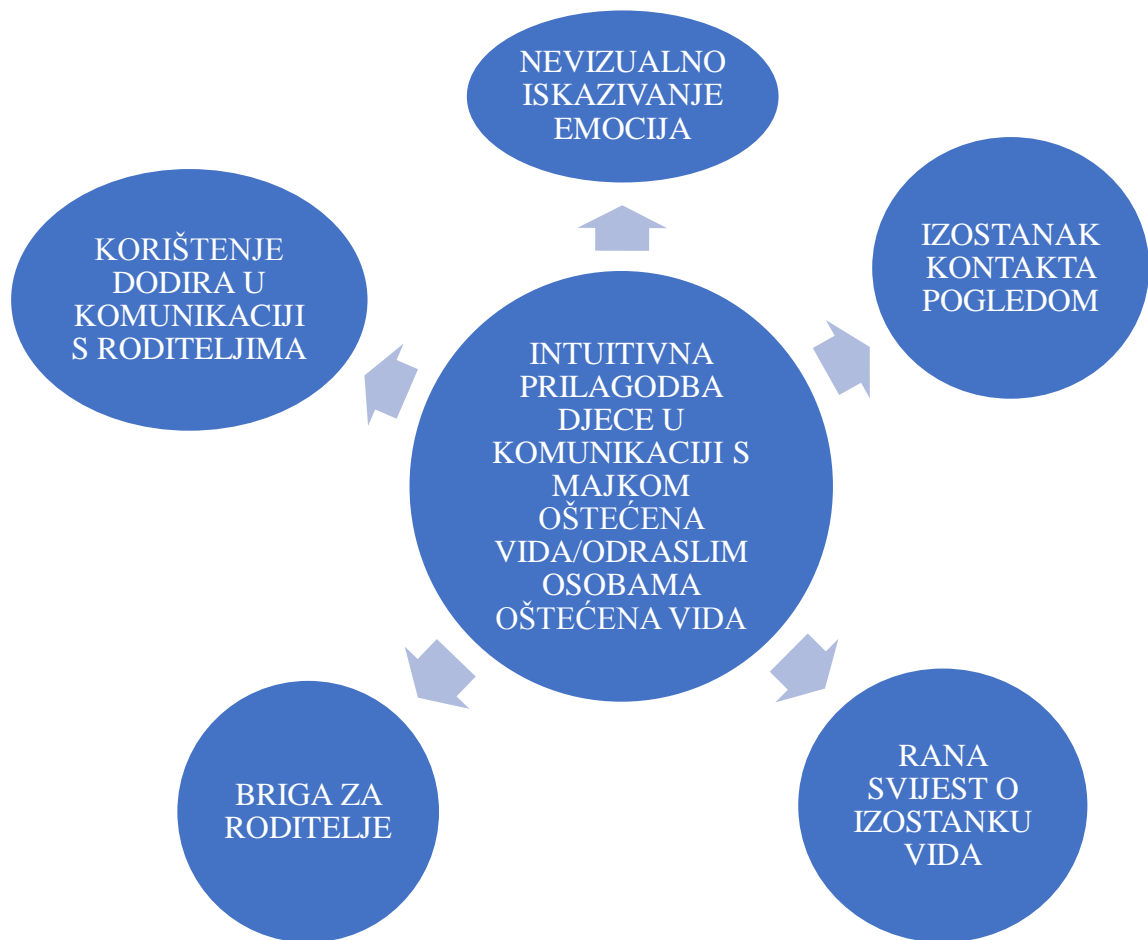 NEVIZUALNO
ISKAZIVANJE
EMOCIJA
IZOSTANAK
KONTAKTA
POGLEDOM
KORIŠTENJE
DODIRA U
KOMUNIKACIJI
S RODITELJIMA
INTUITIVNA
PRILAGODBA
DJECE U
KOMUNIKACIJI S
MAJKOM
OŠTEĆENA
VIDA/ODRASLIM
OSOBAMA
OŠTEĆENA VIDA
RANA
SVIJEST O
IZOSTANKU
VIDA
BRIGA ZA
RODITELJE